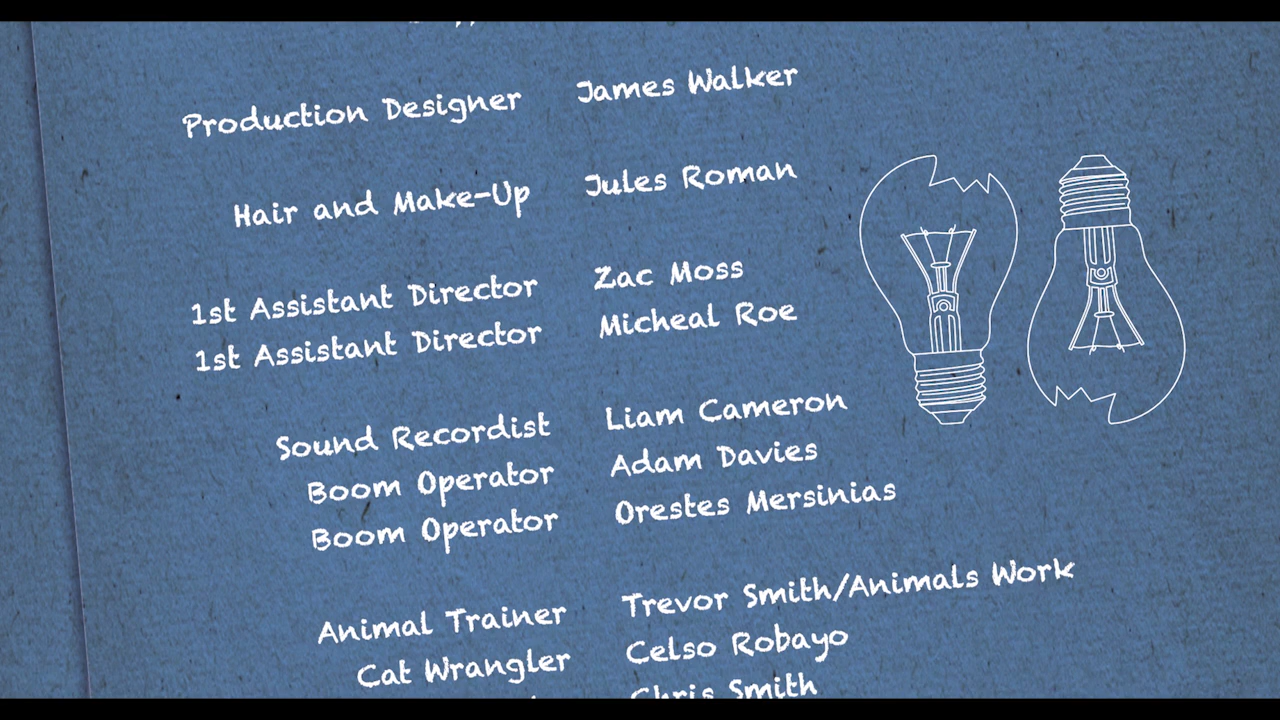 Production Designer James Walker
Hair and Make-Up Jules Roman
1st Assistant Director Zac Moss
1st Assistant Director Micheal Roe
Sound Recordist Liam Cameron
Boom Operator Adam Davies
Boom Operator Orestes Mersinias
Animal Trainer Trevor Smith/Animals Work
Cat Wrangler Celso Robayo
Chris Smith